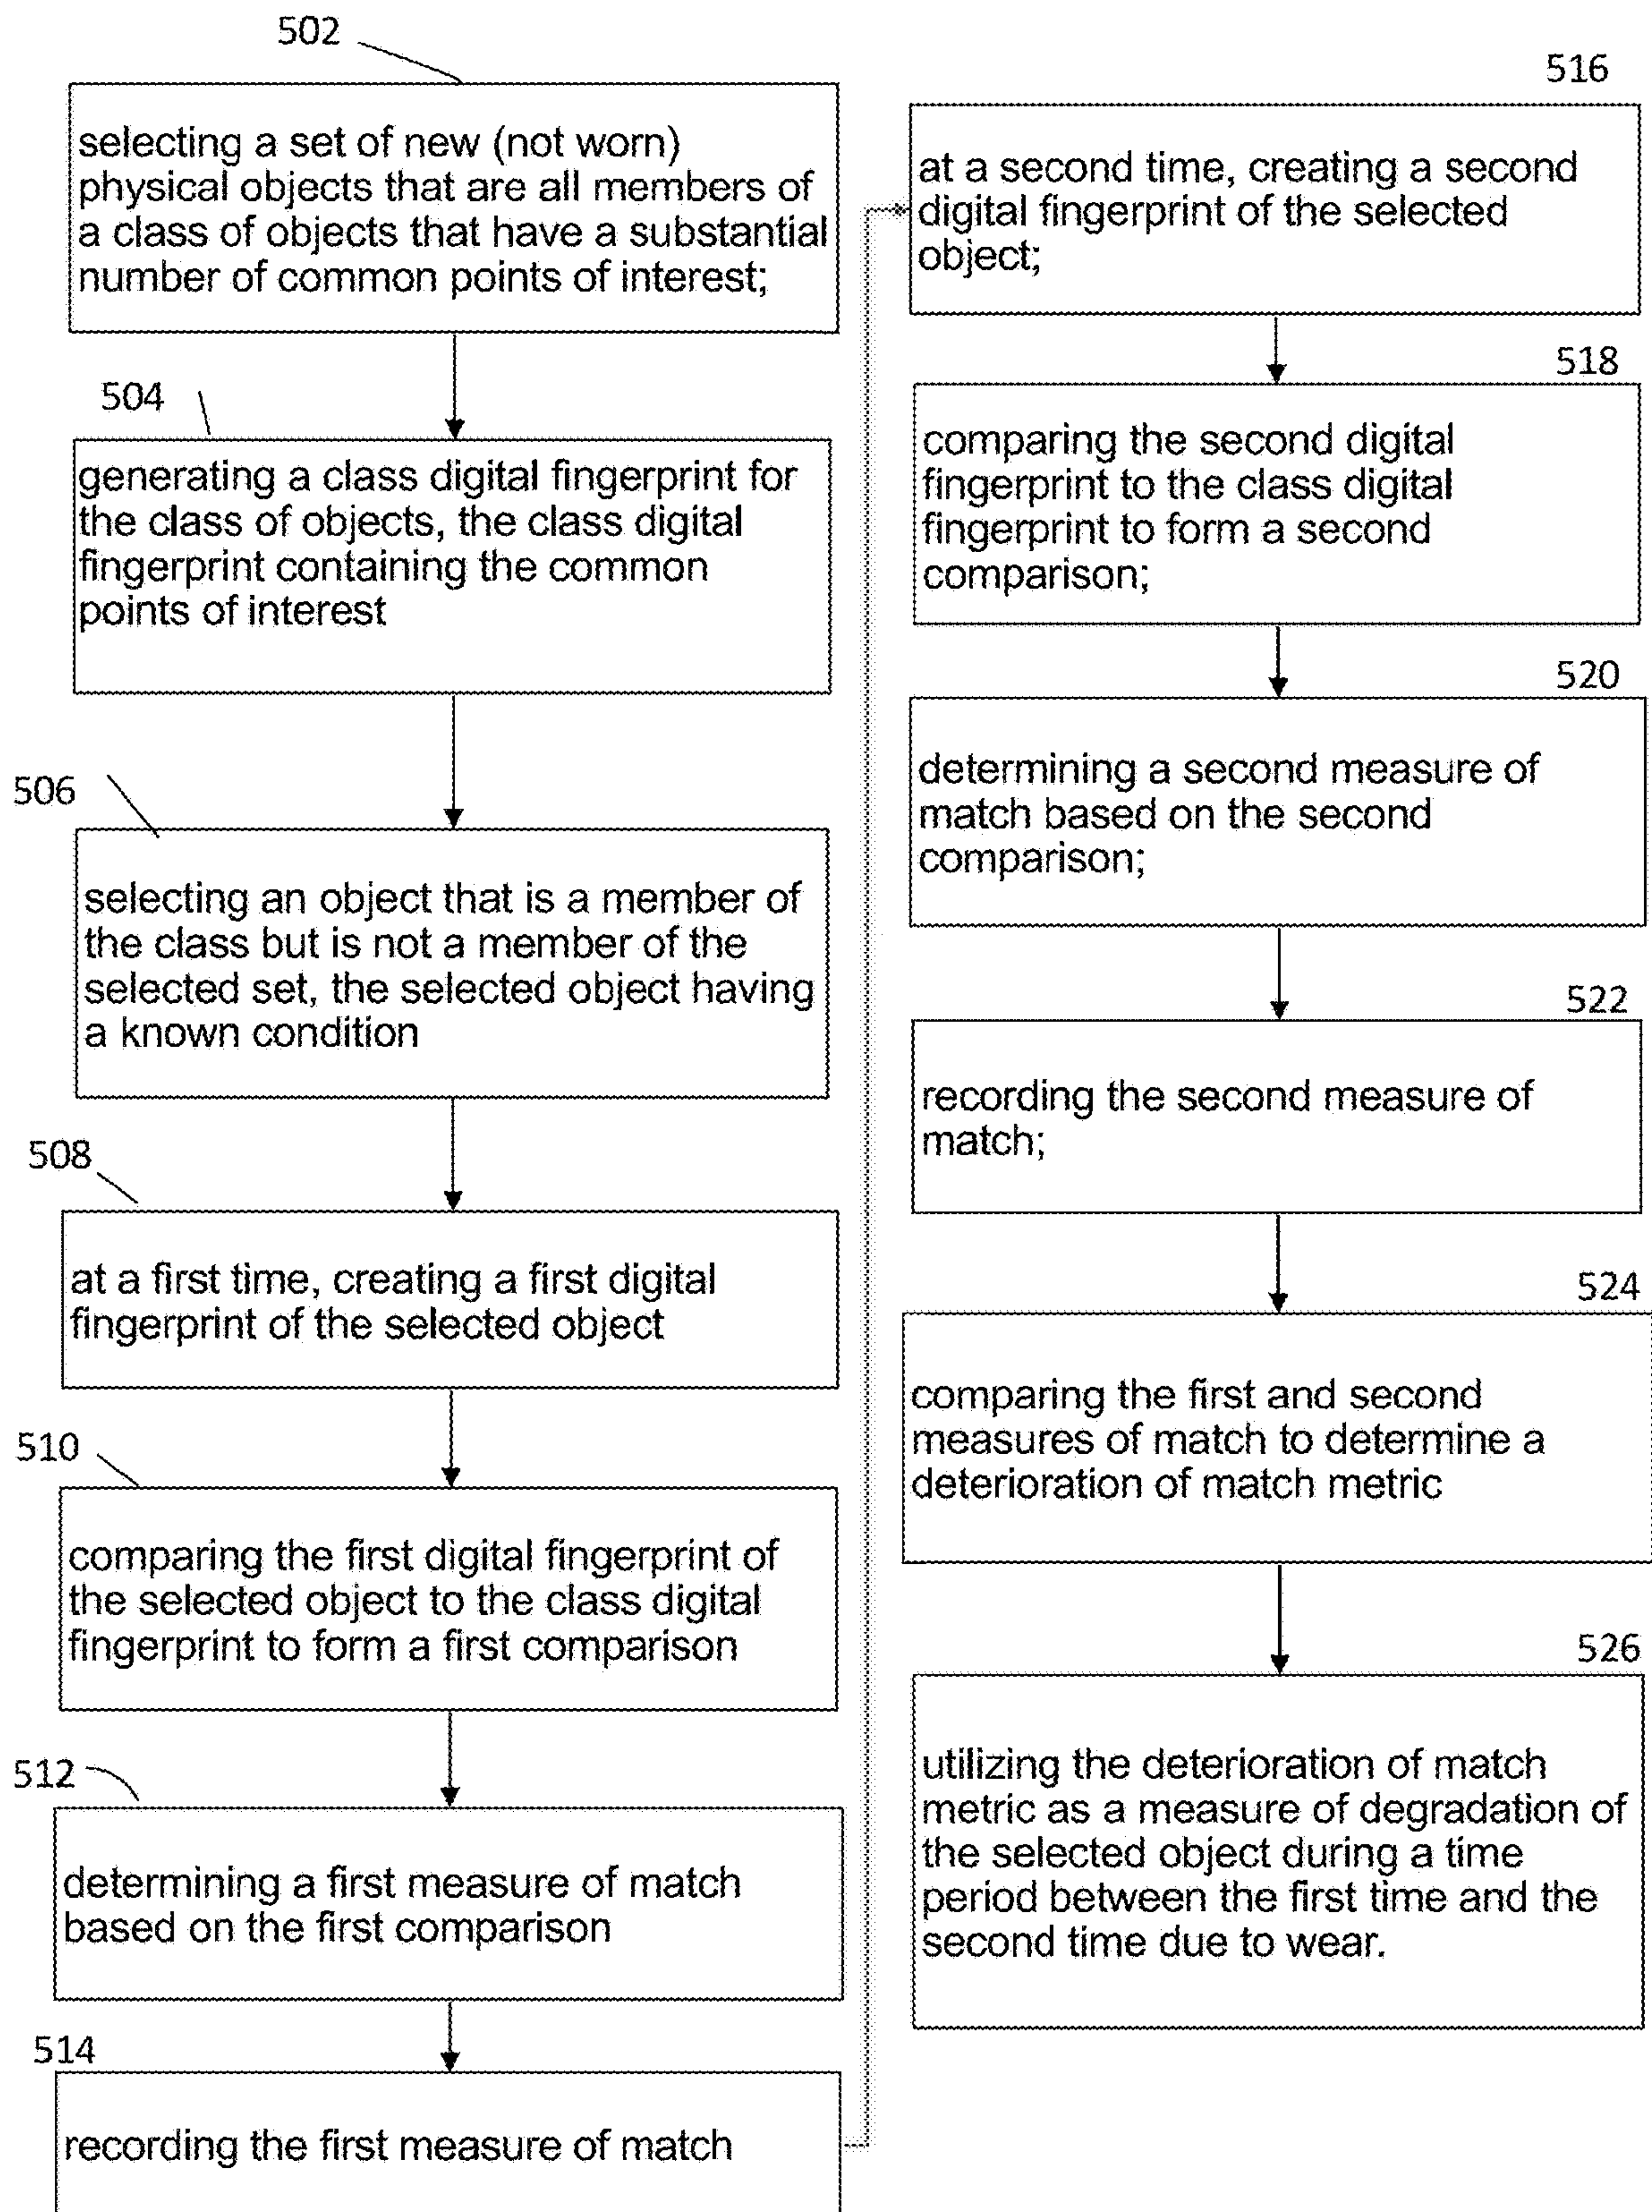 502
selecting a set of new (not worn)
physical objects that are all members of
a class of objects that have a substantial
number of common points of interest;
504
generating a class digital fingerprint for
the class of objects, the class digital
fingerprint containing the common
points of interest
506
selecting an object that is a member of
the class but is not a member of the
selected set, the selected object having
a known condition
508
at a first time, creating a first digital
fingerprint of the selected object
510
comparing the first digital fingerprint of
the selected object to the class digital
fingerprint to form a first comparison
512
determining a first measure of match
based on the first comparison
514
recording the first measure of match
516
at a second time, creating a second
digital fingerprint of the selected
object;
518
comparing the second digital
fingerprint to the class digital
fingerprint to form a second
comparison;
520
determining a second measure of
match based on the second
comparison;
522
recording the second measure of
match;
524
comparing the first and second
measures of match to determine a
deterioration of match metric
526
utilizing the deterioration of match
metric as a measure of degradation of
the selected object during a time
period between the first time and the
second time due to wear.